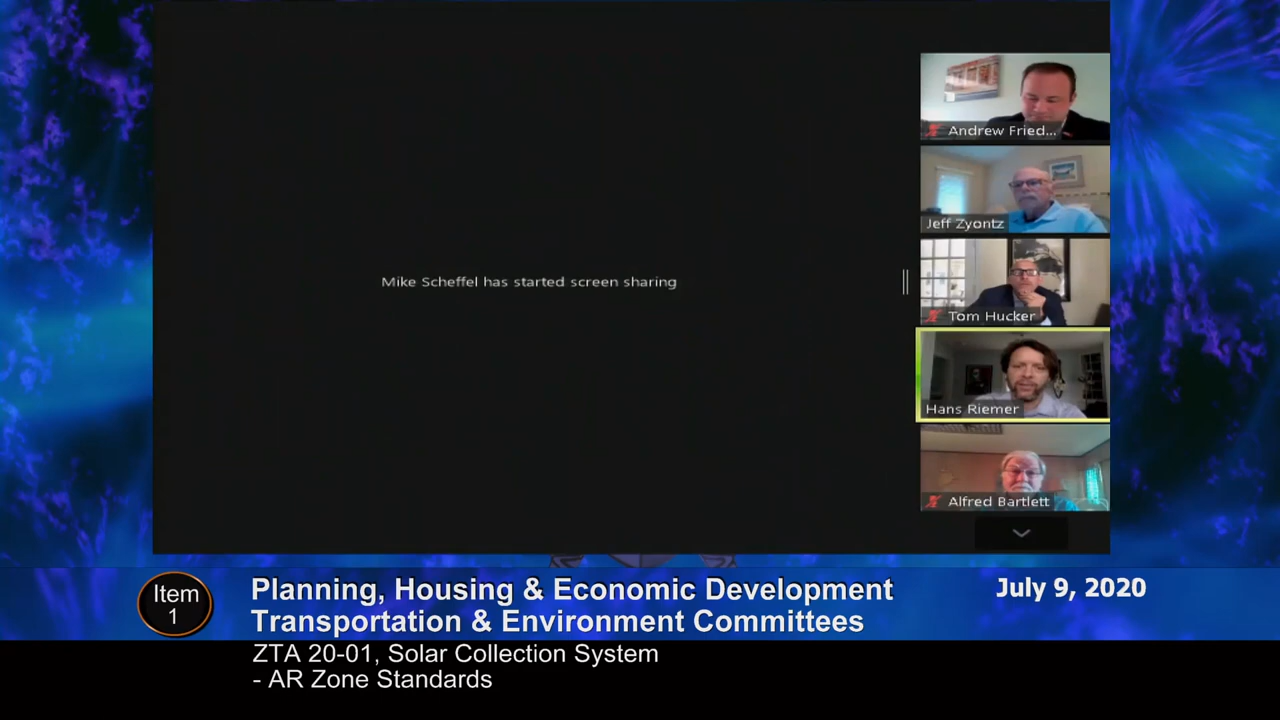 Andrew Fried...
Jeff Zyontz
Mike Scheffel has started screen sharing
Tom Hucker
Hans Riemer
Alfred Bartlett
Item
1
Planning, Housing & Economic Development
Transportation & Environment Committees
July 9, 2020
ZTA 20-01, Solar Collection System
- AR Zone Standards